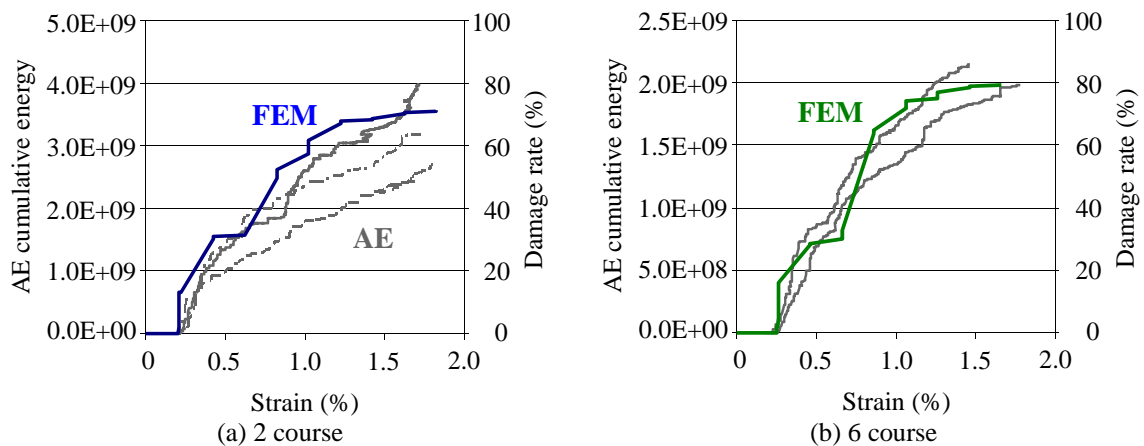 AE cumulative energy
5.0E+09
4.0E+09
3.0E+09
2.0E+09
1.0E+09
0.0E+00
FEM
AE
100
80
60
40
20
0
Damage rate (%)
0 0.5 1.0 1.5 2.0
Strain (%)
(a) 2 course
AE cumulative energy
2.5E+09
2.0E+09
1.5E+09
1.0E+09
5.0E+08
0.0E+00
FEM
100
80
60
40
20
0
Damage rate (%)
0 0.5 1.0 1.5 2.0
Strain (%)
(b) 6 course